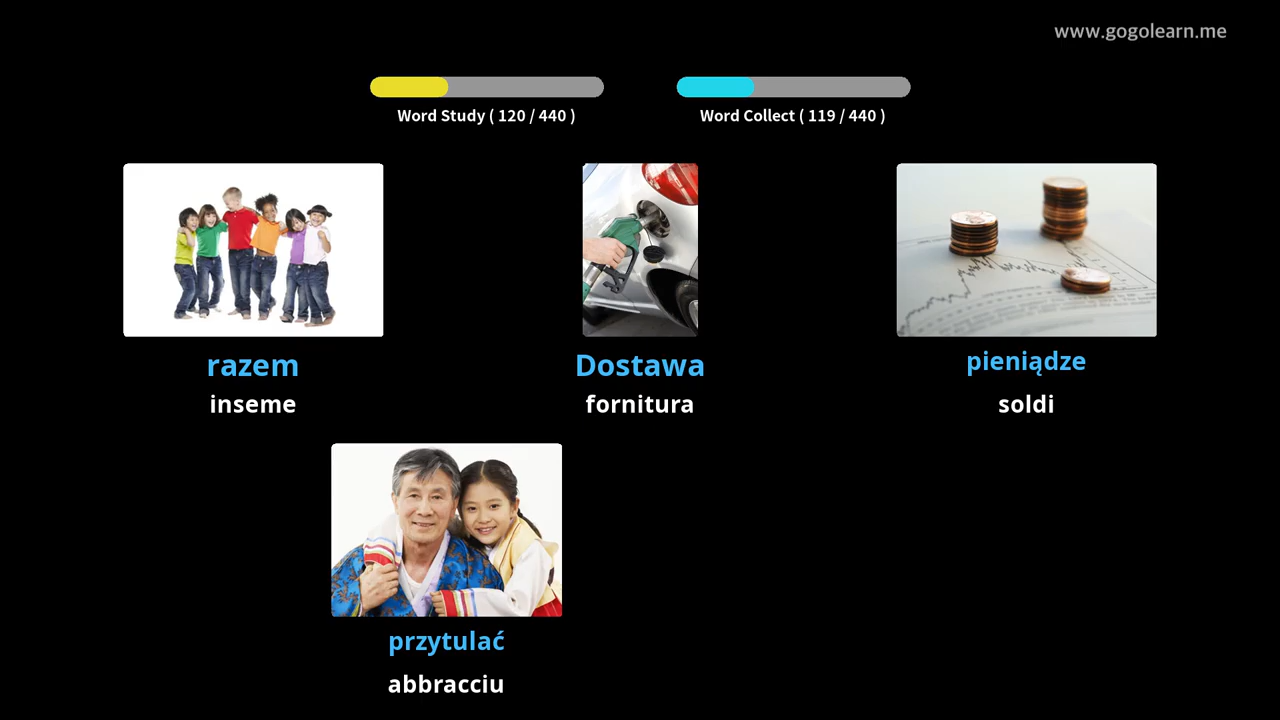 www.gogolearn.me
Word Study ( 120 / 440 )
Word Collect ( 119 / 440 )
razem
inseme
Dostawa
fornitura
pieniądze
soldi
przytulać
abbracciu